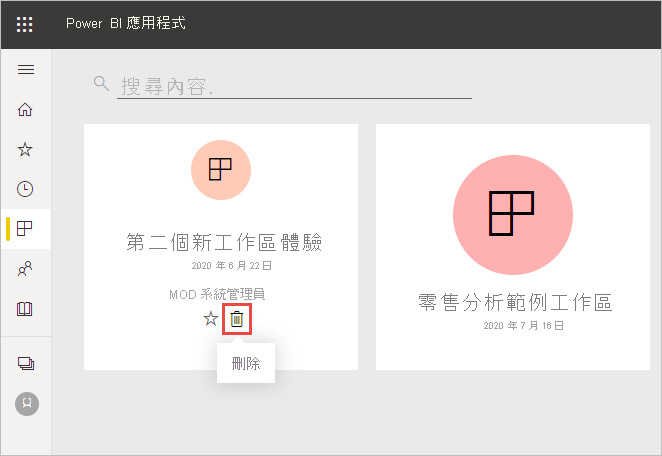 Power BI 應用程式
搜尋內容.
第二個新工作區體驗
2020 年 6 月 22 日
MOD 系統管理員
刪除
零售分析範例工作區
2020 年 7 月 16 日